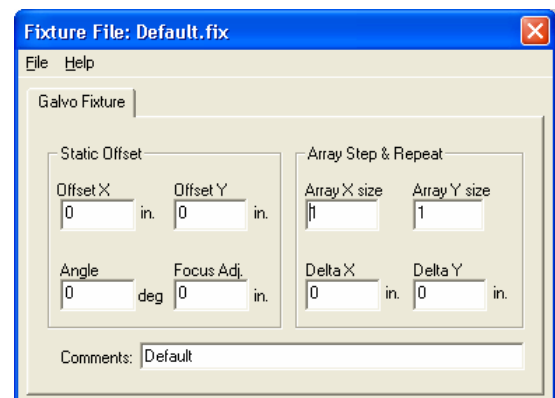 Fixture File: Default.fix
File Help
Galvo Fixture
Static Offset
Offset X Offset Y
0 in. 0 in.
Angle Focus Adj.
0 deg 0 in.
Array Step & Repeat
Array X size Array Y size
1 1
Delta X Delta Y
0 in. 0 in.
Comments: Default